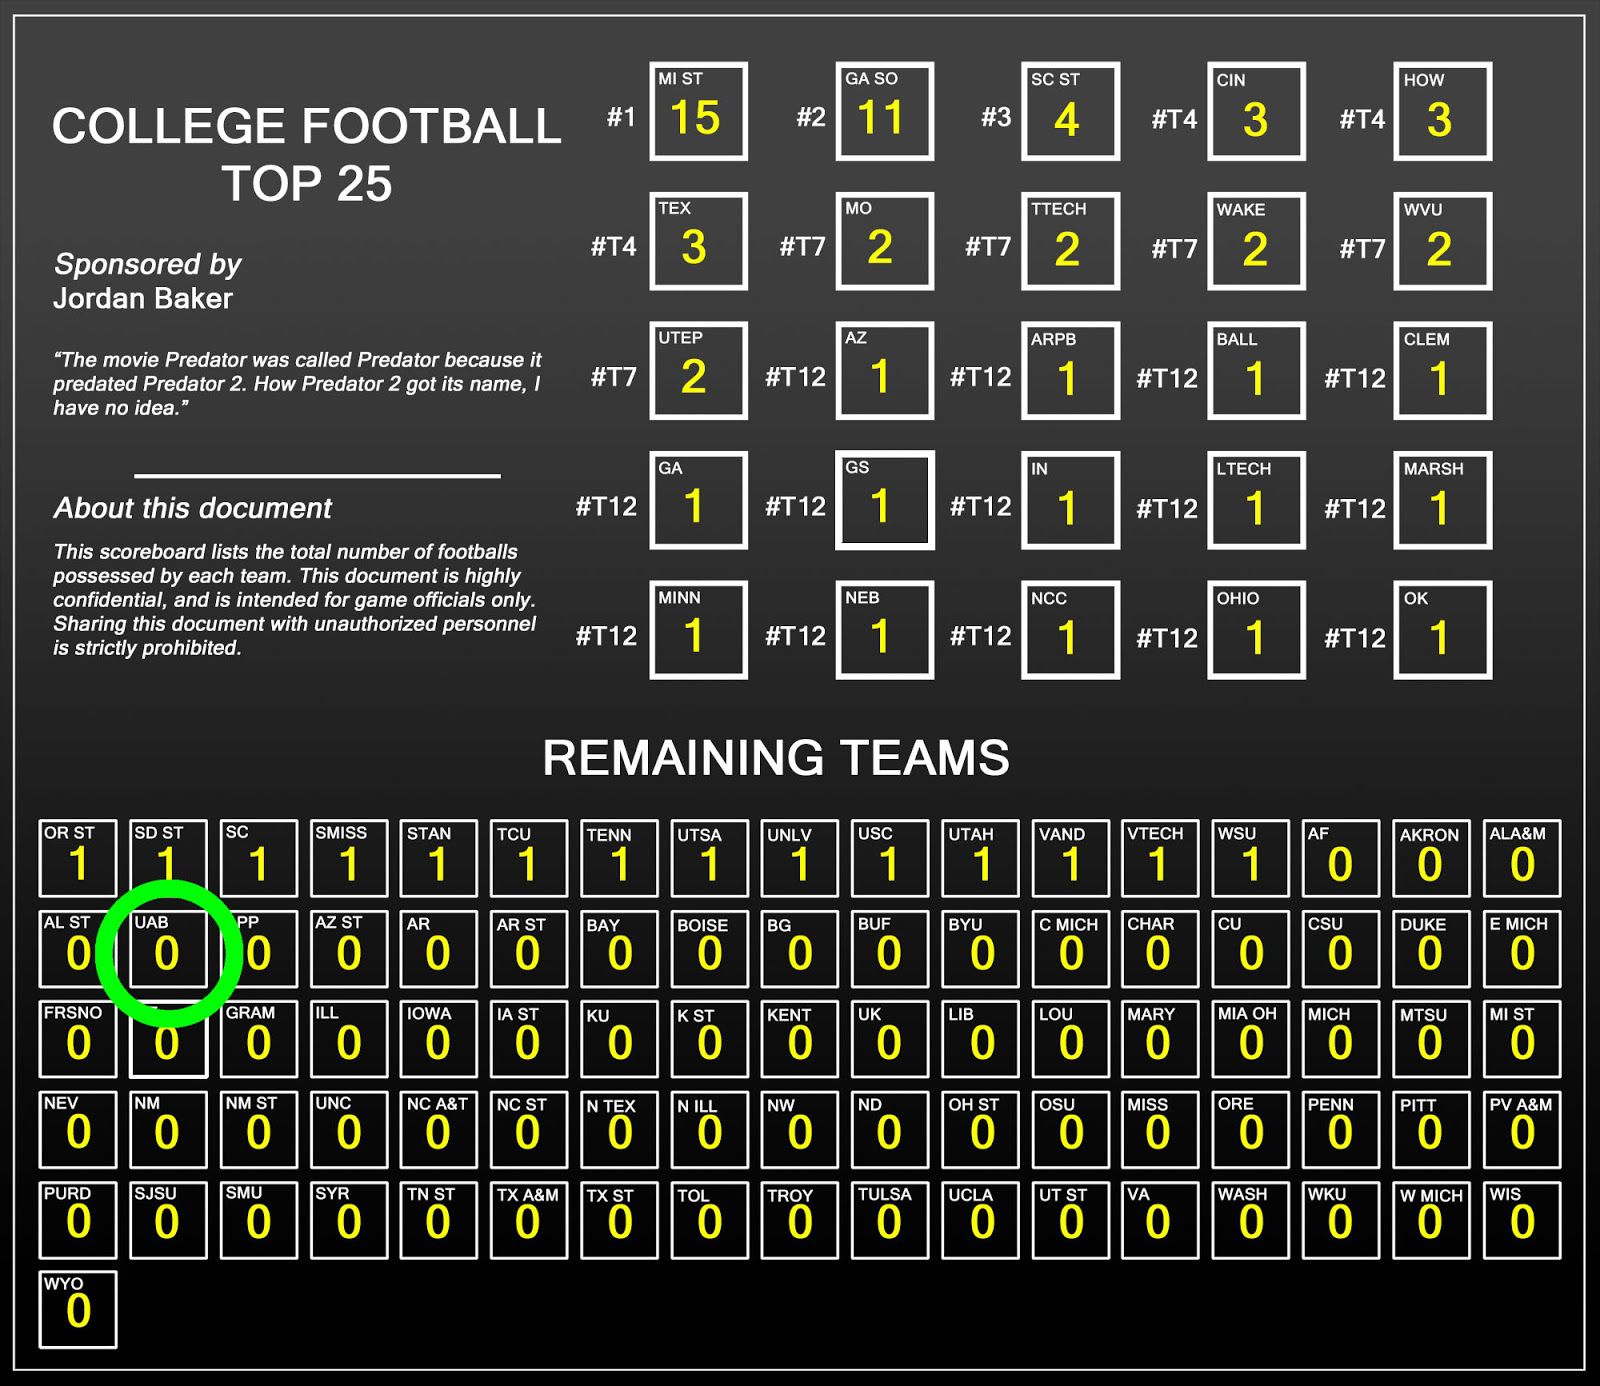 COLLEGE FOOTBALL
TOP 25
Sponsored by
Jordan Baker
“The movie Predator was called Predator because it
predated Predator 2. How Predator 2 got its name, I
have no idea.”
About this document
This scoreboard lists the total number of footballs
possessed by each team. This document is highly
confidential, and is intended for game officials only.
Sharing this document with unauthorized personnel
is strictly prohibited.
#1 MI ST 15 #2 GA SO 11 #3 SC ST 4 #T4 CIN 3 #T4 HOW 3
#T4 TEX 3 #T7 MO 2 #T7 TTECH 2 #T7 WAKE 2 #T7 WVU 2
#T7 UTEP 2 #T12 AZ 1 #T12 ARPB 1 #T12 BALL 1 #T12 CLEM 1
#T12 GA 1 #T12 GS 1 #T12 IN 1 #T12 LTECH 1 #T12 MARSH 1
#T12 MINN 1 #T12 NEB 1 #T12 NCC 1 #T12 OHIO 1 #T12 OK 1
REMAINING TEAMS
OR ST SD ST SC SMISS STAN TCU TENN UTSA UNLV USC UTAH VAND VTECH WSU AF AKRON ALA&M
1 1 1 1 1 1 1 1 1 1 1 1 1 1 0 0 0
AL ST UAB PP AZ ST AR AR ST BAY BOISE BG BUF BYU C MICH CHAR CU CSU DUKE E MICH
0 0 0 0 0 0 0 0 0 0 0 0 0 0 0 0 0
FRSNO GRAM ILL IOWA IA ST KU K ST KENT UK LIB LOU MARY MIA OH MICH MTSU MI ST
0 0 0 0 0 0 0 0 0 0 0 0 0 0 0 0 0
NEV NM NM ST UNC NC A&T NC ST N TEX N ILL NW ND OH ST OSU MISS ORE PENN PITT PV A&M
0 0 0 0 0 0 0 0 0 0 0 0 0 0 0 0 0
PURD SJSU SMU SYR TN ST TX A&M TX ST TOL TROY TULSA UCLA UT ST VA WASH WKU W MICH WIS
0 0 0 0 0 0 0 0 0 0 0 0 0 0 0 0 0
WYO
0